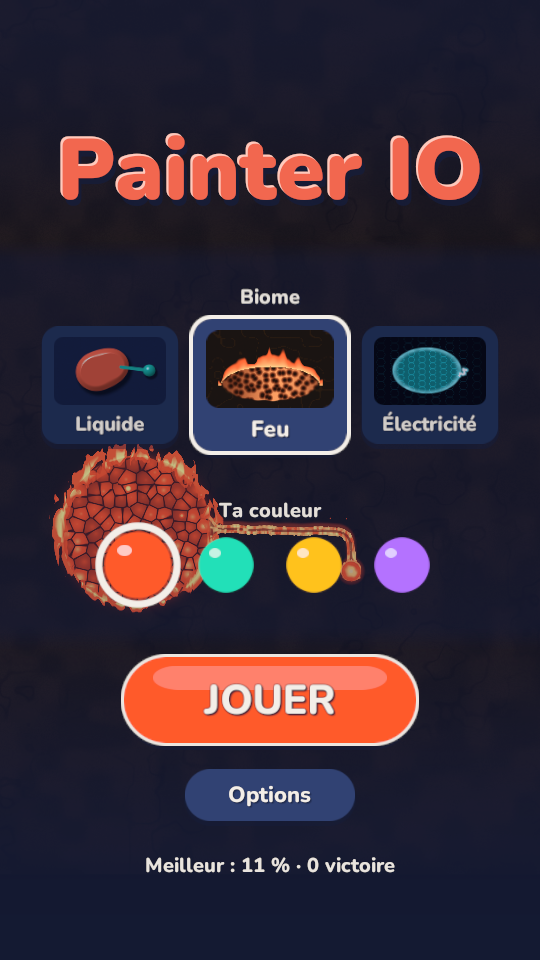 Painter IO
Biome
Liquide
Feu
Électricité
Ta couleur
JOUER
Options
Meilleur : 11 % · 0 victoire